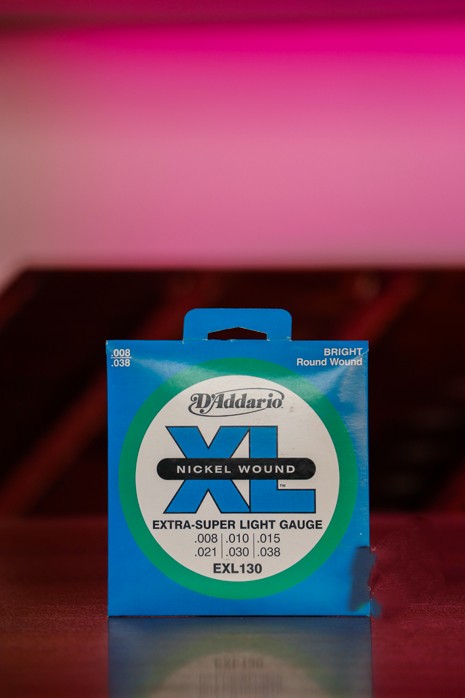 .008
.038
BRIGHT
Round Wound
D'Addario
XL
NICKEL WOUND
™
EXTRA-SUPER LIGHT GAUGE
.008 .010 .015
.021 .030 .038
EXL130